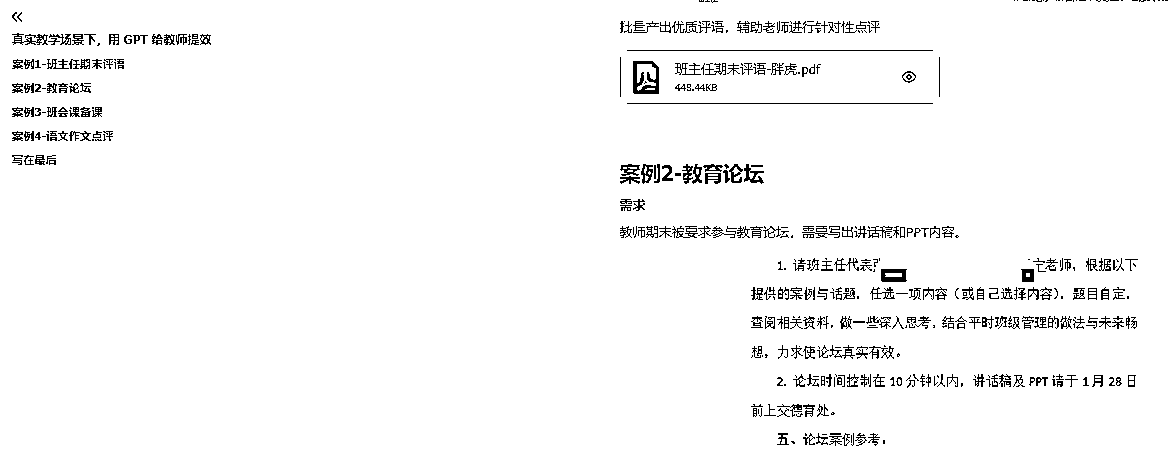 «
真实教学场景下，用 GPT 给教师提效
案例1-班主任期末评语
案例2-教育论坛
案例3-班会课备课
案例4-语文作文点评
写在最后
批量产出优质评语，辅助老师进行针对性点评
班主任期末评语-胖虎.pdf
448.44KB
案例2-教育论坛
需求
教师期末被要求参与教育论坛，需要写出讲话稿和PPT内容。
1. 请班主任代表 老师，根据以下
提供的案例与话题，任选一项内容（或自己选择内容），题目自定，
查阅相关资料，做一些深入思考，结合平时班级管理的做法与未来畅
想，力求使论坛真实有效。
2. 论坛时间控制在 10 分钟以内，讲话稿及 PPT 请于 1 月 28 日
前上交德育处。
五、论坛案例参考：